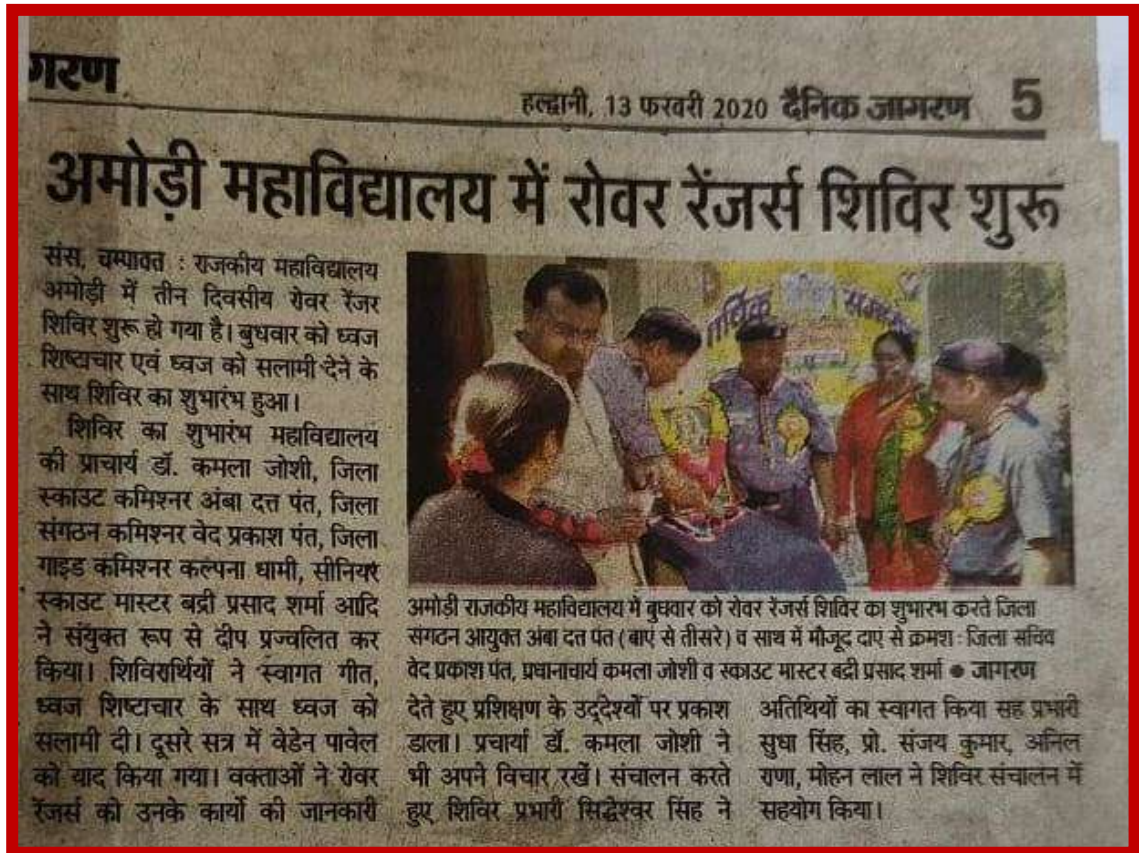 गरण
हल्द्वानी, 13 फरवरी 2020 दैनिक जागरण 5
अमोड़ी महाविद्यालय में रोवर रेंजर्स शिविर शुरू
संस, चम्पावत : राजकीय महाविद्यालय
अमोड़ी में तीन दिवसीय रोवर रेंजर
शिविर शुरू हो गया है। बुधवार को ध्वज
शिष्टाचार एवं ध्वज को सलामी देने के
साथ शिविर का शुभारंभ हुआ।
शिविर का शुभारंभ महाविद्यालय
की प्राचार्य डॉ. कमला जोशी, जिला
स्काउट कमिश्नर अंबा दत्त पंत, जिला
संगठन कमिश्नर वेद प्रकाश पंत, जिला
गाइड कमिश्नर कल्पना धामी, सीनियर
स्काउट मास्टर बद्री प्रसाद शर्मा आदि
ने संयुक्त रूप से दीप प्रज्वलित कर
किया। शिविरार्थियों ने स्वागत गीत,
ध्वज शिष्टाचार के साथ ध्वज को
सलामी दी। दूसरे सत्र में वेडेन पावेल
को याद किया गया। वक्ताओं ने रोवर
रेंजर्स को उनके कार्यो की जानकारी
अमोड़ी राजकीय महाविद्यालय में बुधवार को रोवर रेंजर्स शिविर का शुभारंभ करते जिला
संगठन आयुक्त अंबा दत्त पंत (बाएं से तीसरे) व साथ में मौजूद दाएं से क्रमश: जिला सचिव
वेद प्रकाश पंत, प्रधानाचार्य कमला जोशी व स्काउट मास्टर बद्री प्रसाद शर्मा ● जागरण
देते हुए प्रशिक्षण के उद्देश्यों पर प्रकाश
डाला। प्रचार्या डॉ. कमला जोशी ने
भी अपने विचार रखें। संचालन करते
हुए शिविर प्रभारी सिद्धेश्वर सिंह ने
अतिथियों का स्वागत किया सह प्रभारी
सुधा सिंह, प्रो. संजय कुमार, अनिल
राणा, मोहन लाल ने शिविर संचालन में
सहयोग किया।